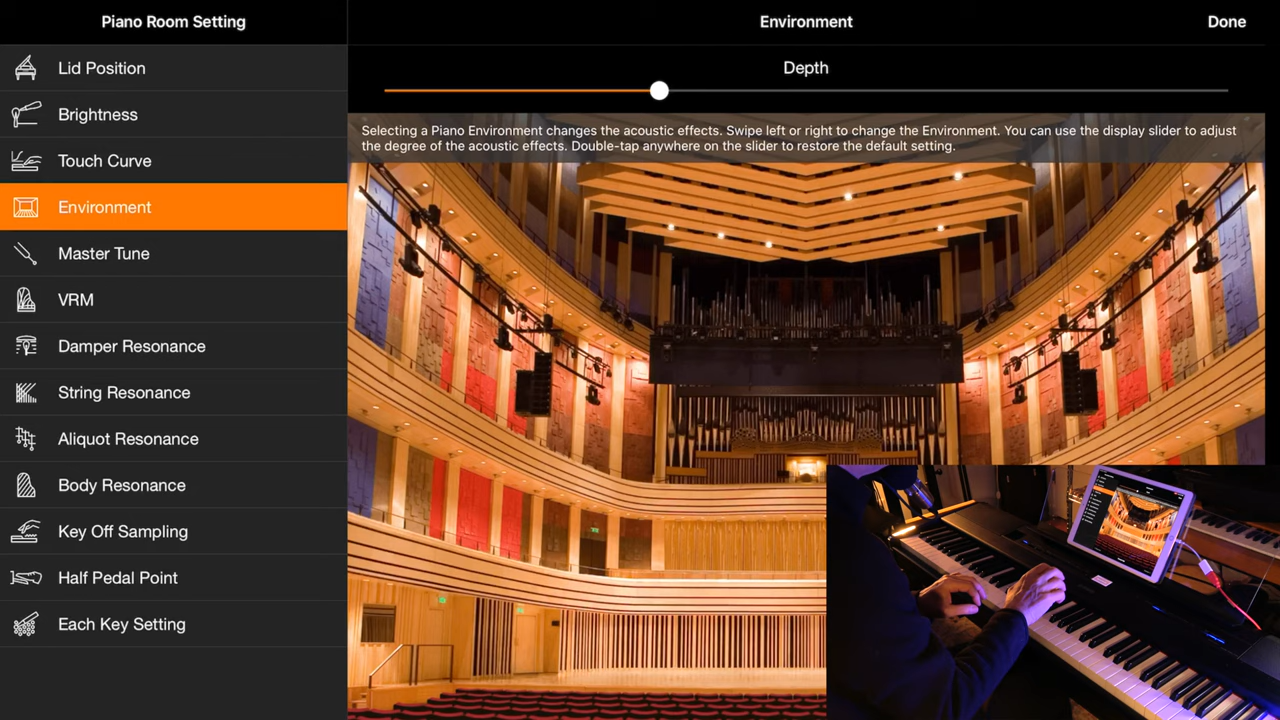 Piano Room Setting
Lid Position
Brightness
Touch Curve
Environment
Master Tune
VRM
Damper Resonance
String Resonance
Aliquot Resonance
Body Resonance
Key Off Sampling
Half Pedal Point
Each Key Setting
Environment
Done
Depth
Selecting a Piano Environment changes the acoustic effects. Swipe left or right to change the Environment. You can use the display slider to adjust
the degree of the acoustic effects. Double-tap anywhere on the slider to restore the default setting.